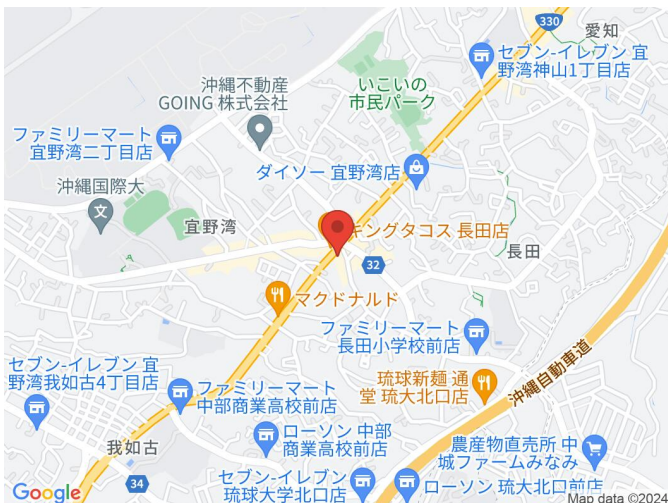 330
愛知
セブン-イレブン 宜
野湾神山1丁目店
いこいの
市民パーク
沖縄不動産
GOING 株式会社
ファミリーマート
宜野湾二丁目店
ダイソー 宜野湾店
沖縄国際大
文
宜野湾
キングタコス 長田店
長田
32
マクドナルド
ファミリーマート
長田小学校前店
沖縄自動車道
セブン-イレブン 宜
野湾我如古4丁目店
琉球新麺 通
堂 琉大北口店
ファミリーマート
中部商業高校前店
ローソン 中部
商業高校前店
農産物直売所 中
城ファームみなみ
我如古
34
セブン-イレブン
琉球大学北口店
ローソン 琉大北口前店
Google
Map data ©2024